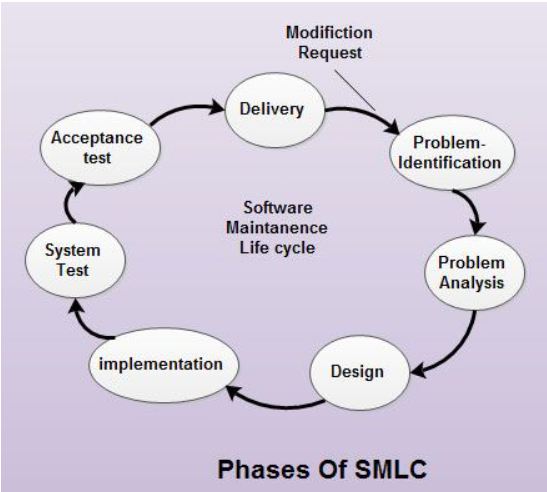 Modifiction
Request
Delivery
Problem-
Identification
Problem
Analysis
Design
implementation
System
Test
Acceptance
test
Software
Maintanence
Life cycle
Phases Of SMLC